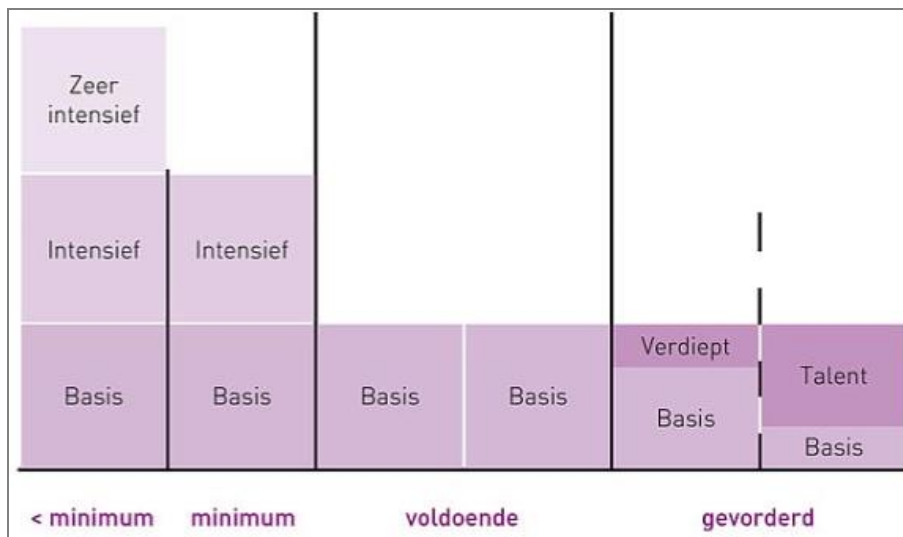 Zeer
intensief
Intensief
Intensief
Basis
Basis
Basis
Basis
Verdiept
Basis
Talent
Basis
< minimum
minimum
voldoende
gevorderd